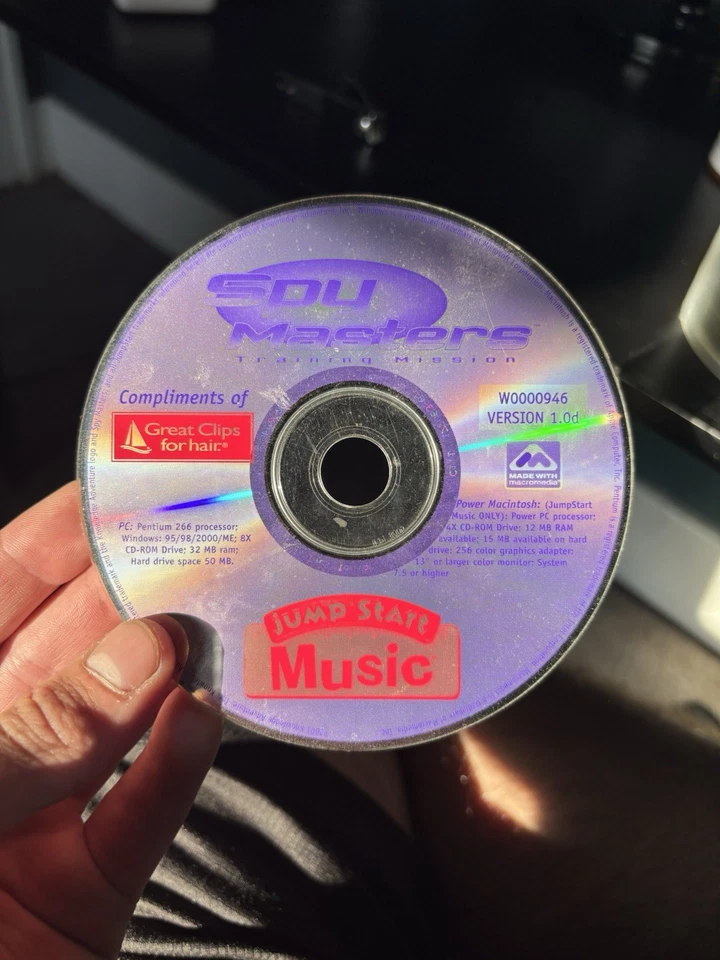 Spy
Masters™
Training Mission
Compliments of
Great Clips
for hair.®
W0000946
VERSION 1.0d
MADE WITH
macromedia®
PC: Pentium 266 processor;
Windows: 95/98/2000/ME; 8X
CD-ROM Drive; 32 MB ram;
Hard drive space 50 MB.
Power Macintosh: (JumpStart
Music ONLY): Power PC processor;
4X CD-ROM Drive; 12 MB RAM
available; 15 MB available on hard
drive; 256 color graphics adapter;
13" or larger color monitor; System
7.5 or higher
Jump Start
Music